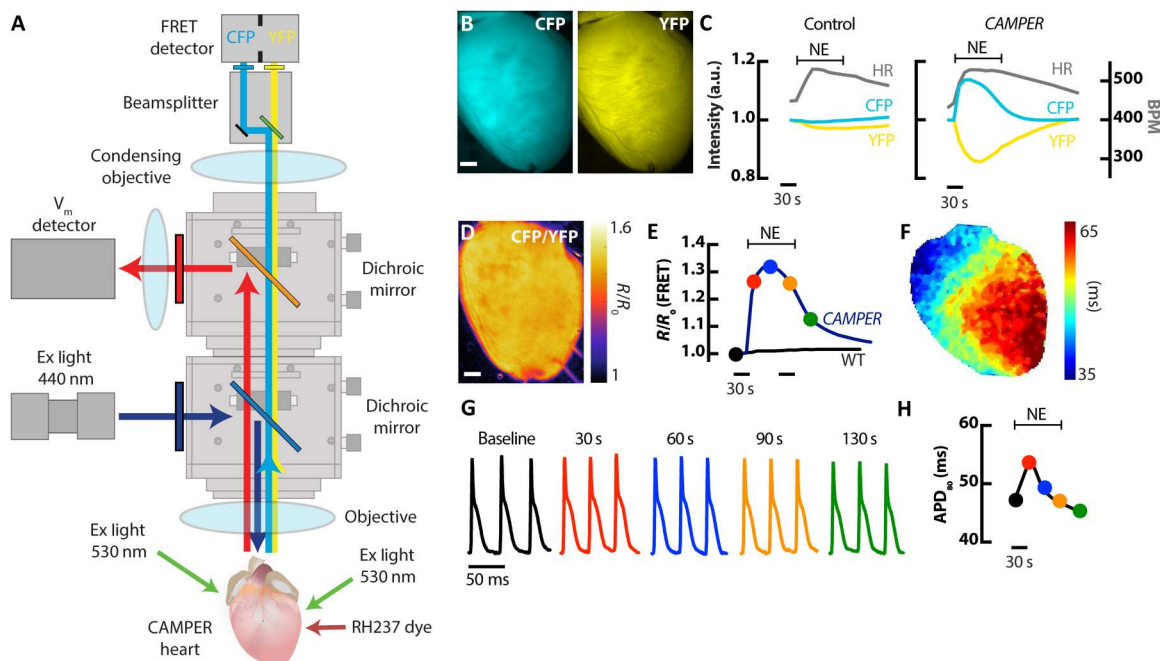 A
FRET
detector
CFP
YFP
Beamsplitter
Condensing
objective
Vm
detector
Dichroic
mirror
Ex light
440 nm
Dichroic
mirror
Objective
Ex light
530 nm
Ex light
530 nm
CAMPER
heart
RH237 dye
B
CFP
YFP
C
Control
CAMPER
NE
NE
1.2
1.0
0.8
Intensity (a.u.)
HR
CFP
YFP
HR
CFP
YFP
500
400
300
BPM
30 s
30 s
D
CFP/YFP
1.6
R/R0
1
E
NE
1.4
1.3
1.2
1.1
1.0
R/R0 (FRET)
CAMPER
WT
30 s
F
65
(ms)
35
G
Baseline
30 s
60 s
90 s
130 s
50 ms
H
NE
60
50
40
APD80 (ms)
30 s